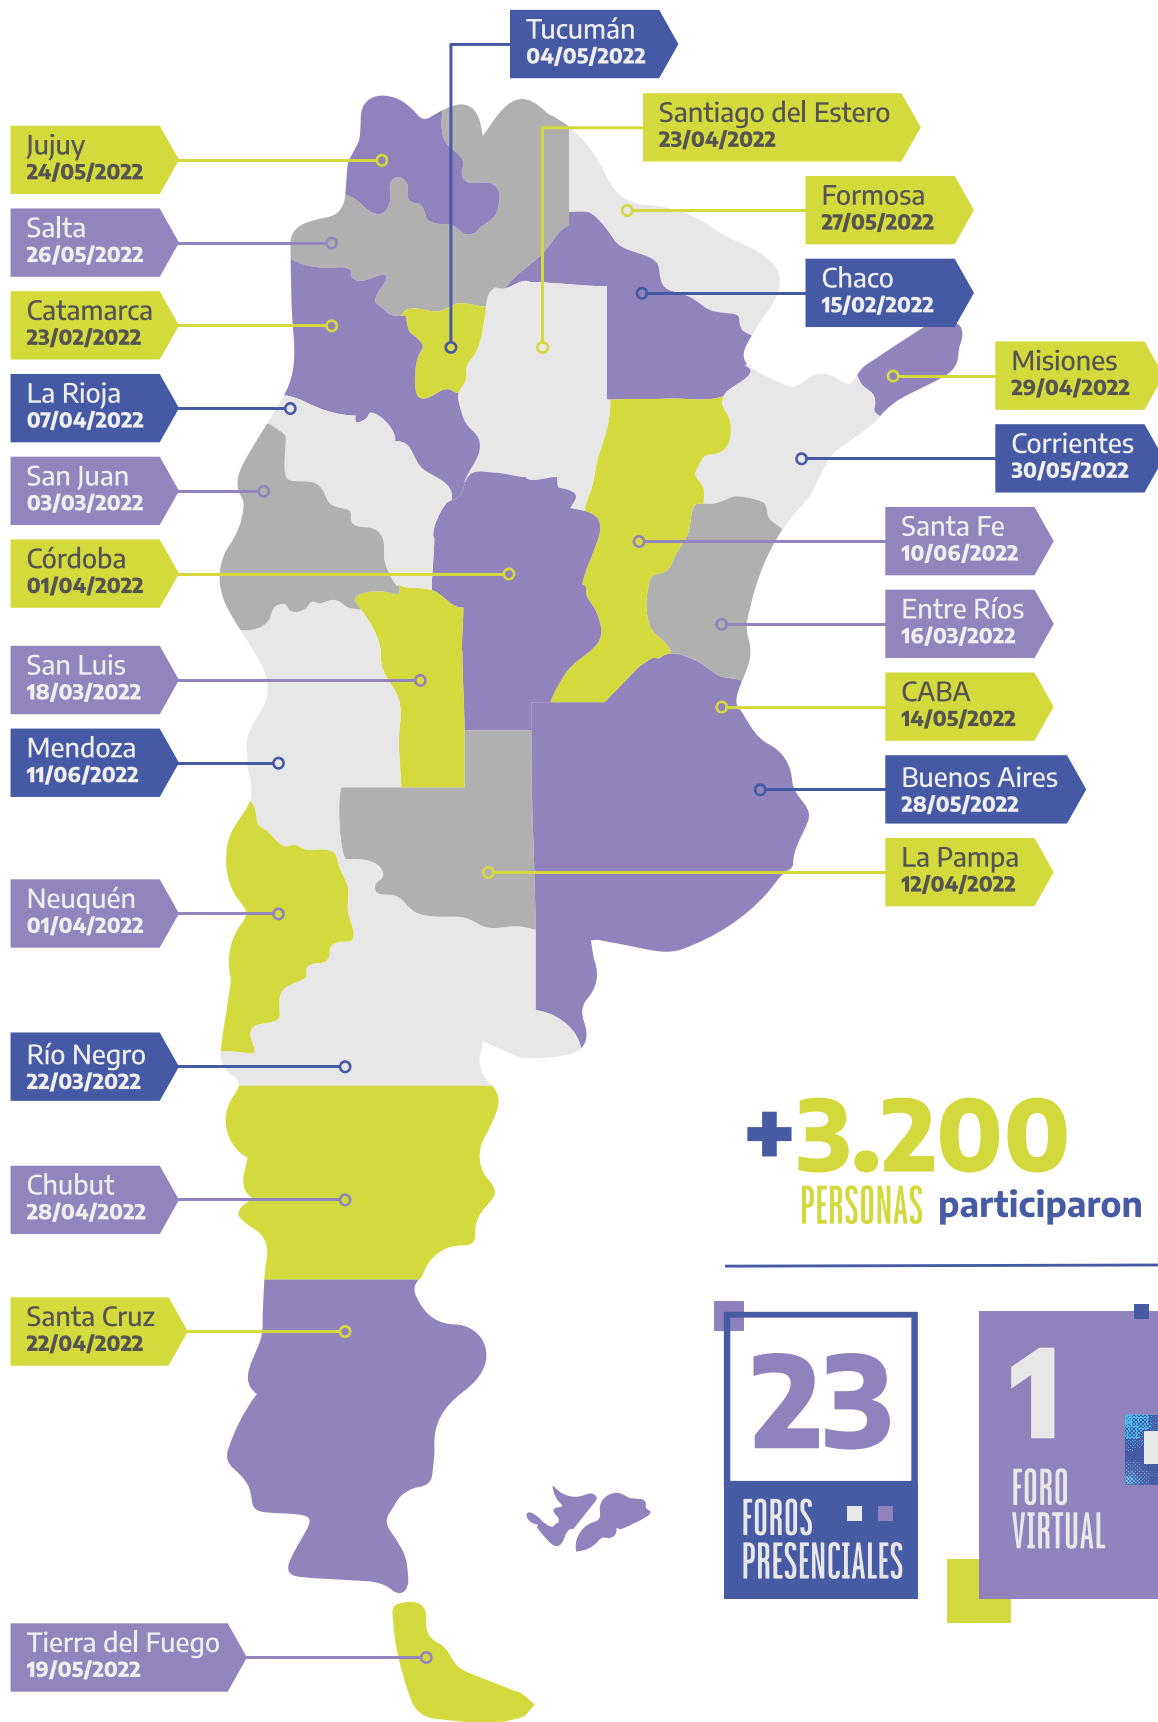 Tucumán
04/05/2022
Santiago del Estero
23/04/2022
Jujuy
24/05/2022
Formosa
27/05/2022
Salta
26/05/2022
Chaco
15/02/2022
Catamarca
23/02/2022
Misiones
29/04/2022
La Rioja
07/04/2022
Corrientes
30/05/2022
San Juan
03/03/2022
Santa Fe
10/06/2022
Córdoba
01/04/2022
Entre Ríos
16/03/2022
San Luis
18/03/2022
CABA
14/05/2022
Mendoza
11/06/2022
Buenos Aires
28/05/2022
La Pampa
12/04/2022
Neuquén
01/04/2022
Río Negro
22/03/2022
Chubut
28/04/2022
Santa Cruz
22/04/2022
Tierra del Fuego
19/05/2022
+3.200
PERSONAS participaron
23
FOROS
PRESENCIALES
1
FORO
VIRTUAL